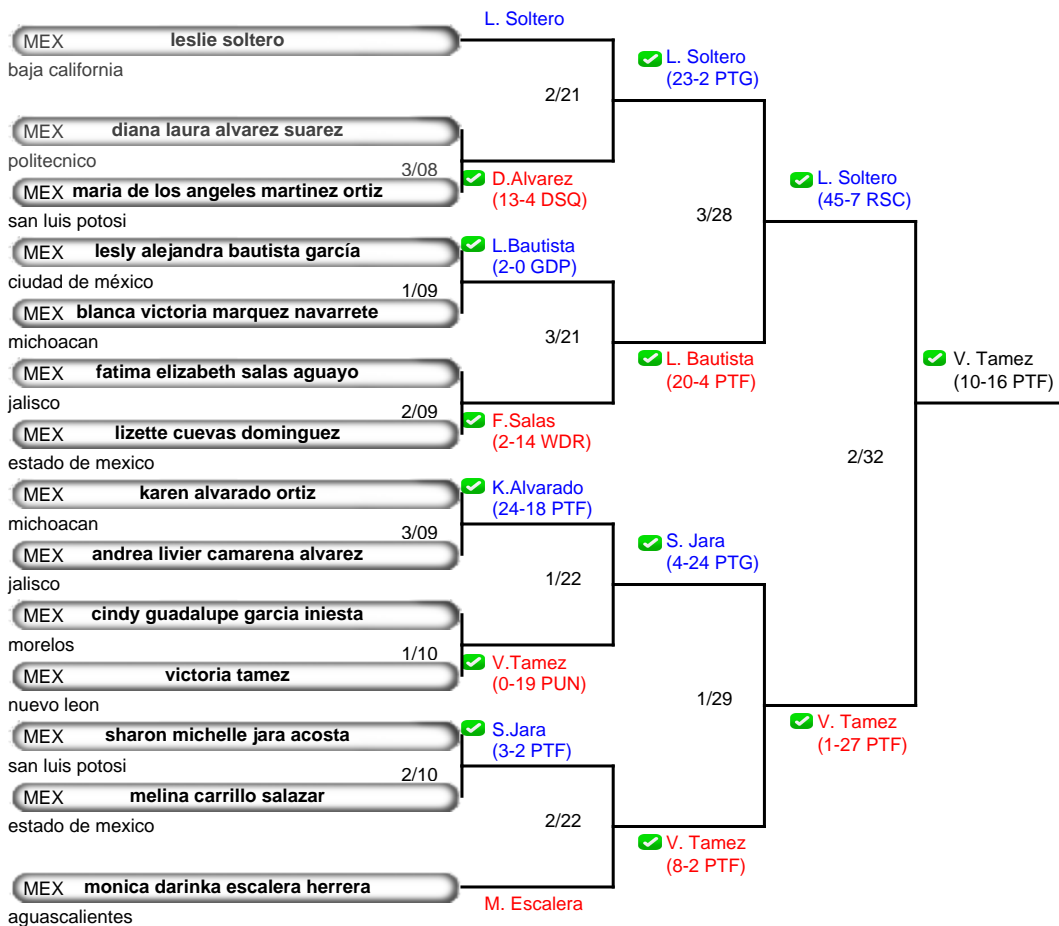 L. Soltero
MEX leslie soltero
baja california
L. Soltero
(23-2 PTG)
2/21
MEX diana laura alvarez suarez
politecnico
3/08
D.Alvarez
(13-4 DSQ)
MEX maria de los angeles martinez ortiz
san luis potosi
L. Soltero
(45-7 RSC)
3/28
MEX lesly alejandra bautista garcía
ciudad de méxico
1/09
L.Bautista
(2-0 GDP)
MEX blanca victoria marquez navarrete
michoacan
3/21
MEX fatima elizabeth salas aguayo
jalisco
2/09
L. Bautista
(20-4 PTF)
V. Tamez
(10-16 PTF)
MEX lizette cuevas dominguez
estado de mexico
F.Salas
(2-14 WDR)
2/32
MEX karen alvarado ortiz
michoacan
3/09
K.Alvarado
(24-18 PTF)
MEX andrea livier camarena alvarez
jalisco
1/22
S. Jara
(4-24 PTG)
MEX cindy guadalupe garcia iniesta
morelos
1/10
V.Tamez
(0-19 PUN)
MEX victoria tamez
nuevo leon
1/29
MEX sharon michelle jara acosta
san luis potosi
2/10
S.Jara
(3-2 PTF)
V. Tamez
(1-27 PTF)
MEX melina carrillo salazar
estado de mexico
2/22
V. Tamez
(8-2 PTF)
MEX monica darinka escalera herrera
aguascalientes
M. Escalera